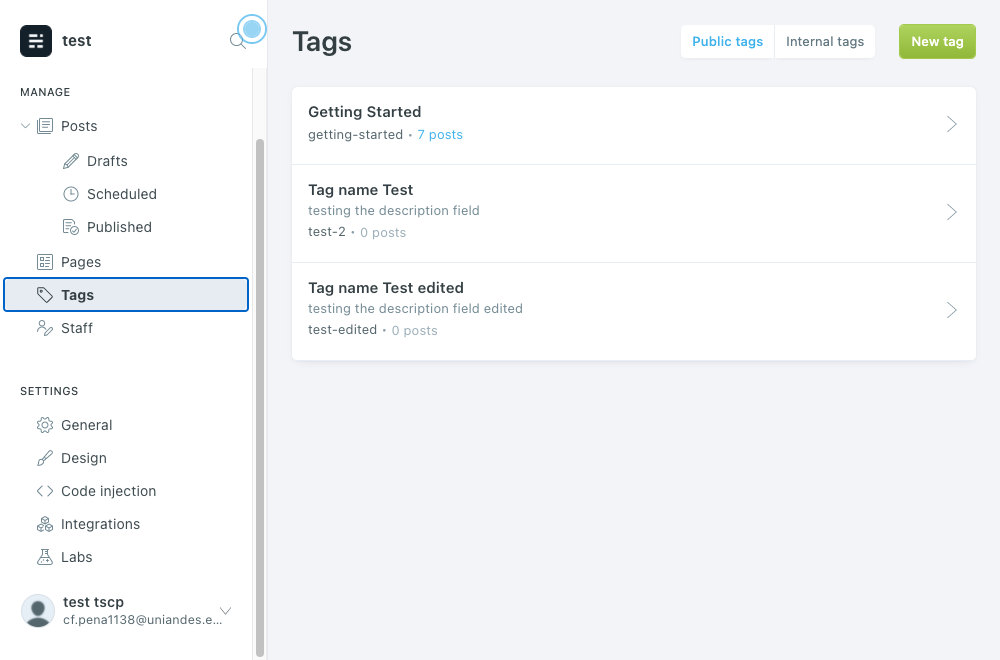 test
MANAGE
Posts
Drafts
Scheduled
Published
Pages
Tags
Staff
SETTINGS
General
Design
Code injection
Integrations
Labs
test tscp
cf.pena1138@uniandes.e...
Tags
Public tags
Internal tags
New tag
Getting Started
getting-started • 7 posts
Tag name Test
testing the description field
test-2 • 0 posts
Tag name Test edited
testing the description field edited
test-edited • 0 posts